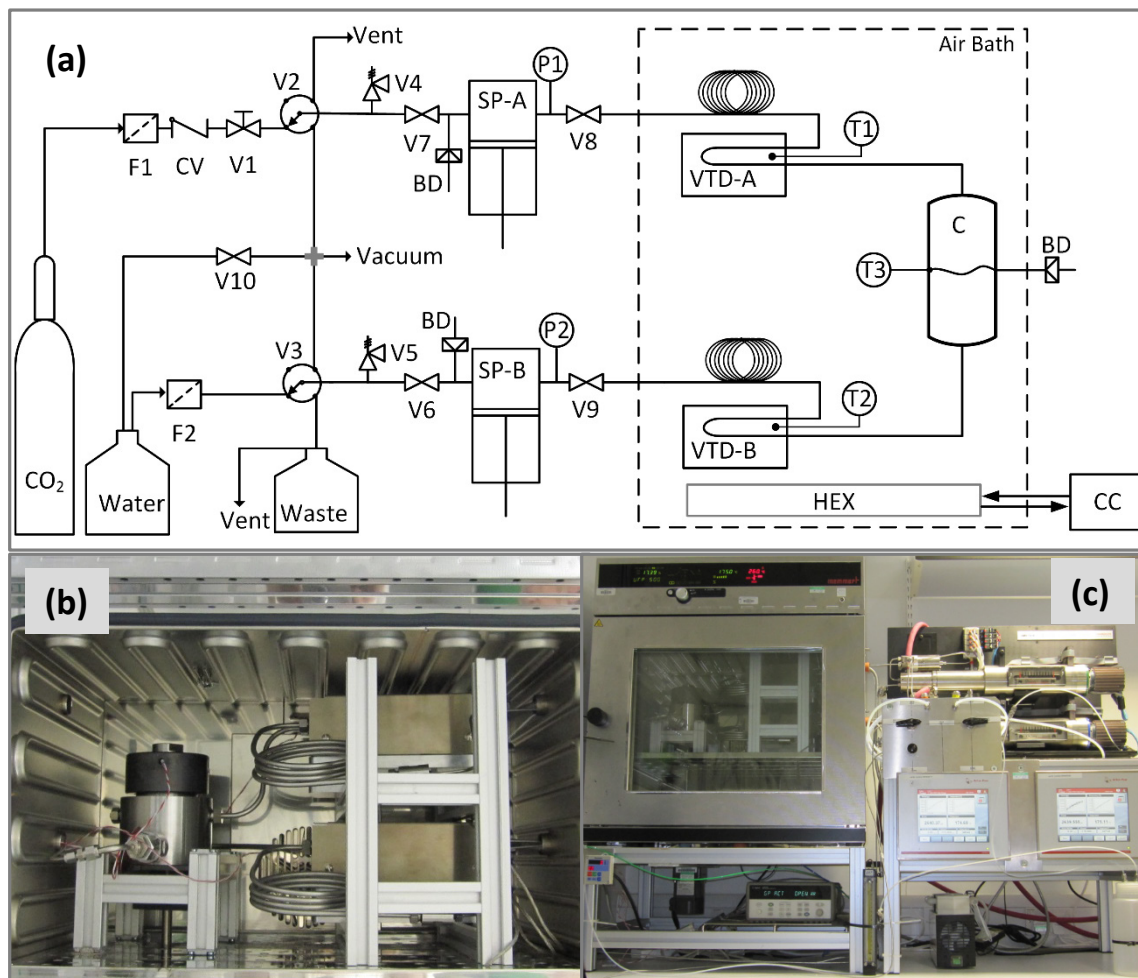 (a)
Vent
Air Bath
V2
V4
SP-A
P1
F1
CV
V1
V7
V8
BD
T1
VTD-A
C
BD
Vacuum
T3
V10
V3
BD
P2
V5
SP-B
V6
V9
F2
T2
VTD-B
CO₂
Water
Vent
Waste
HEX
CC
(b)
(c)
memmert